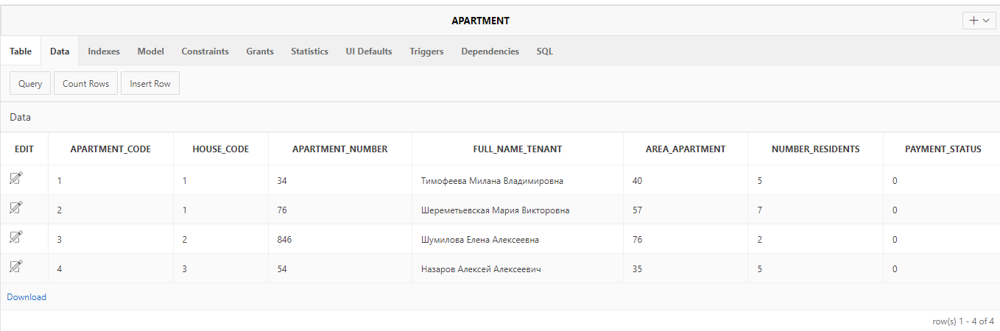 APARTMENT
Table Data Indexes Model Constraints Grants Statistics UI Defaults Triggers Dependencies SQL
Query Count Rows Insert Row
Data
EDIT APARTMENT_CODE HOUSE_CODE APARTMENT_NUMBER FULL_NAME_TENANT AREA_APARTMENT NUMBER_RESIDENTS PAYMENT_STATUS
1 1 34 Тимофеева Милана Владимировна 40 5 0
2 1 76 Шереметьевская Мария Викторовна 57 7 0
3 2 846 Шумилова Елена Алексеевна 76 2 0
4 3 54 Назаров Алексей Алексеевич 35 5 0
Download
row(s) 1 - 4 of 4